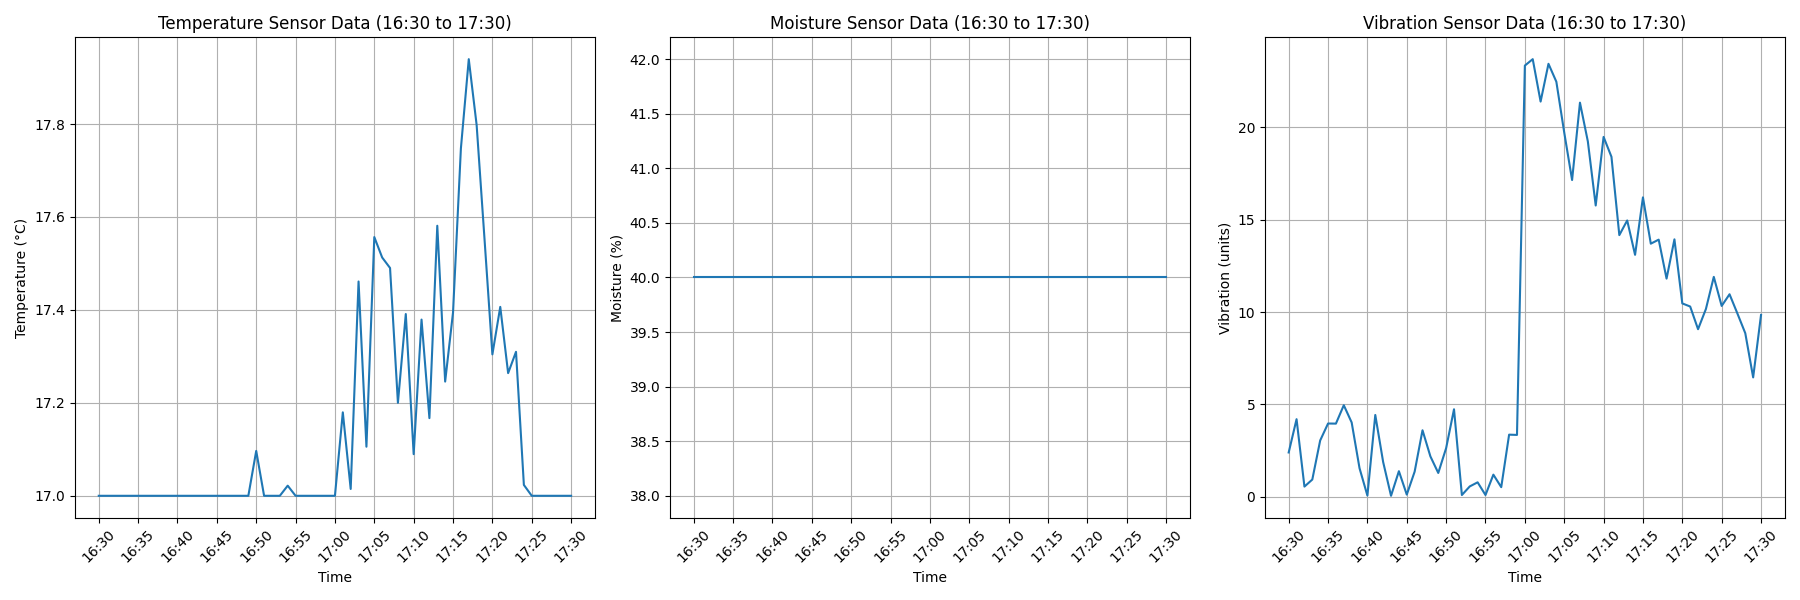 Temperature Sensor Data (16:30 to 17:30)
Temperature (°C)
17.8
17.6
17.4
17.2
17.0
16:30 16:35 16:40 16:45 16:50 16:55 17:00 17:05 17:10 17:15 17:20 17:25 17:30
Time
Moisture Sensor Data (16:30 to 17:30)
Moisture (%)
42.0
41.5
41.0
40.5
40.0
39.5
39.0
38.5
38.0
16:30 16:35 16:40 16:45 16:50 16:55 17:00 17:05 17:10 17:15 17:20 17:25 17:30
Time
Vibration Sensor Data (16:30 to 17:30)
Vibration (units)
20
15
10
5
0
16:30 16:35 16:40 16:45 16:50 16:55 17:00 17:05 17:10 17:15 17:20 17:25 17:30
Time